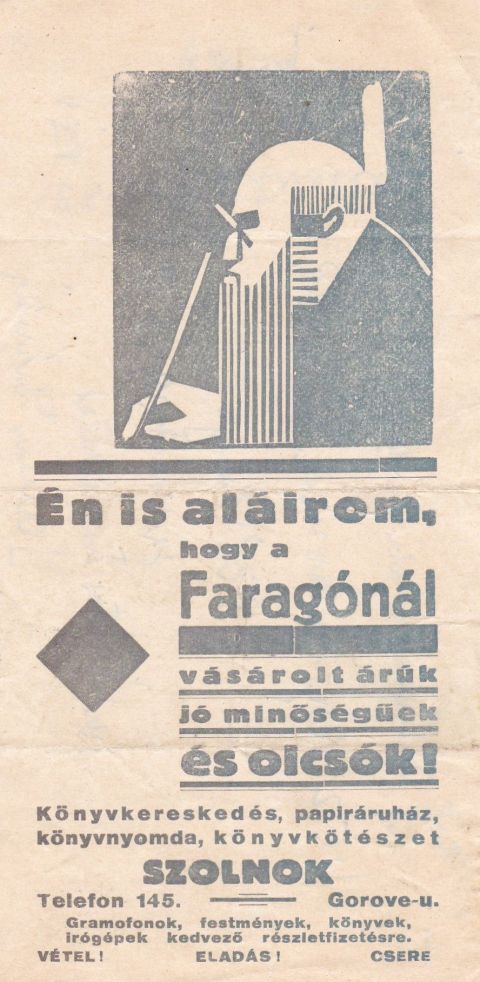 Én is aláirom,
hogy a
Faragónál
vásárolt árúk
jó minőségűek
és olcsók!
Könyvkereskedés, papiráruház,
könyvnyomda, könyvkötészet
SZOLNOK
Telefon 145. Gorove-u.
Gramofonok, festmények, könyvek,
irógépek kedvező részletfizetésre.
VÉTEL! ELADÁS! CSERE